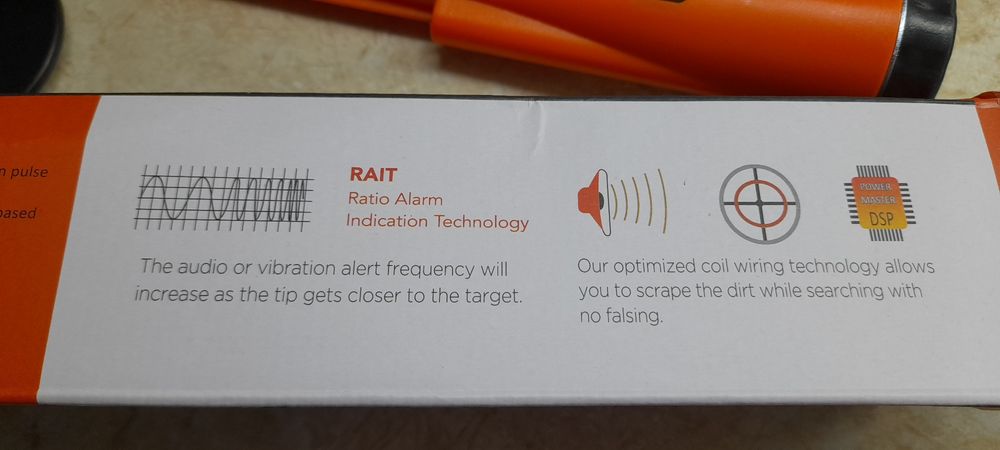 n pulse
based
RAIT
Ratio Alarm
Indication Technology
The audio or vibration alert frequency will
increase as the tip gets closer to the target.
POWER
MASTER
DSP
Our optimized coil wiring technology allows
you to scrape the dirt while searching with
no falsing.